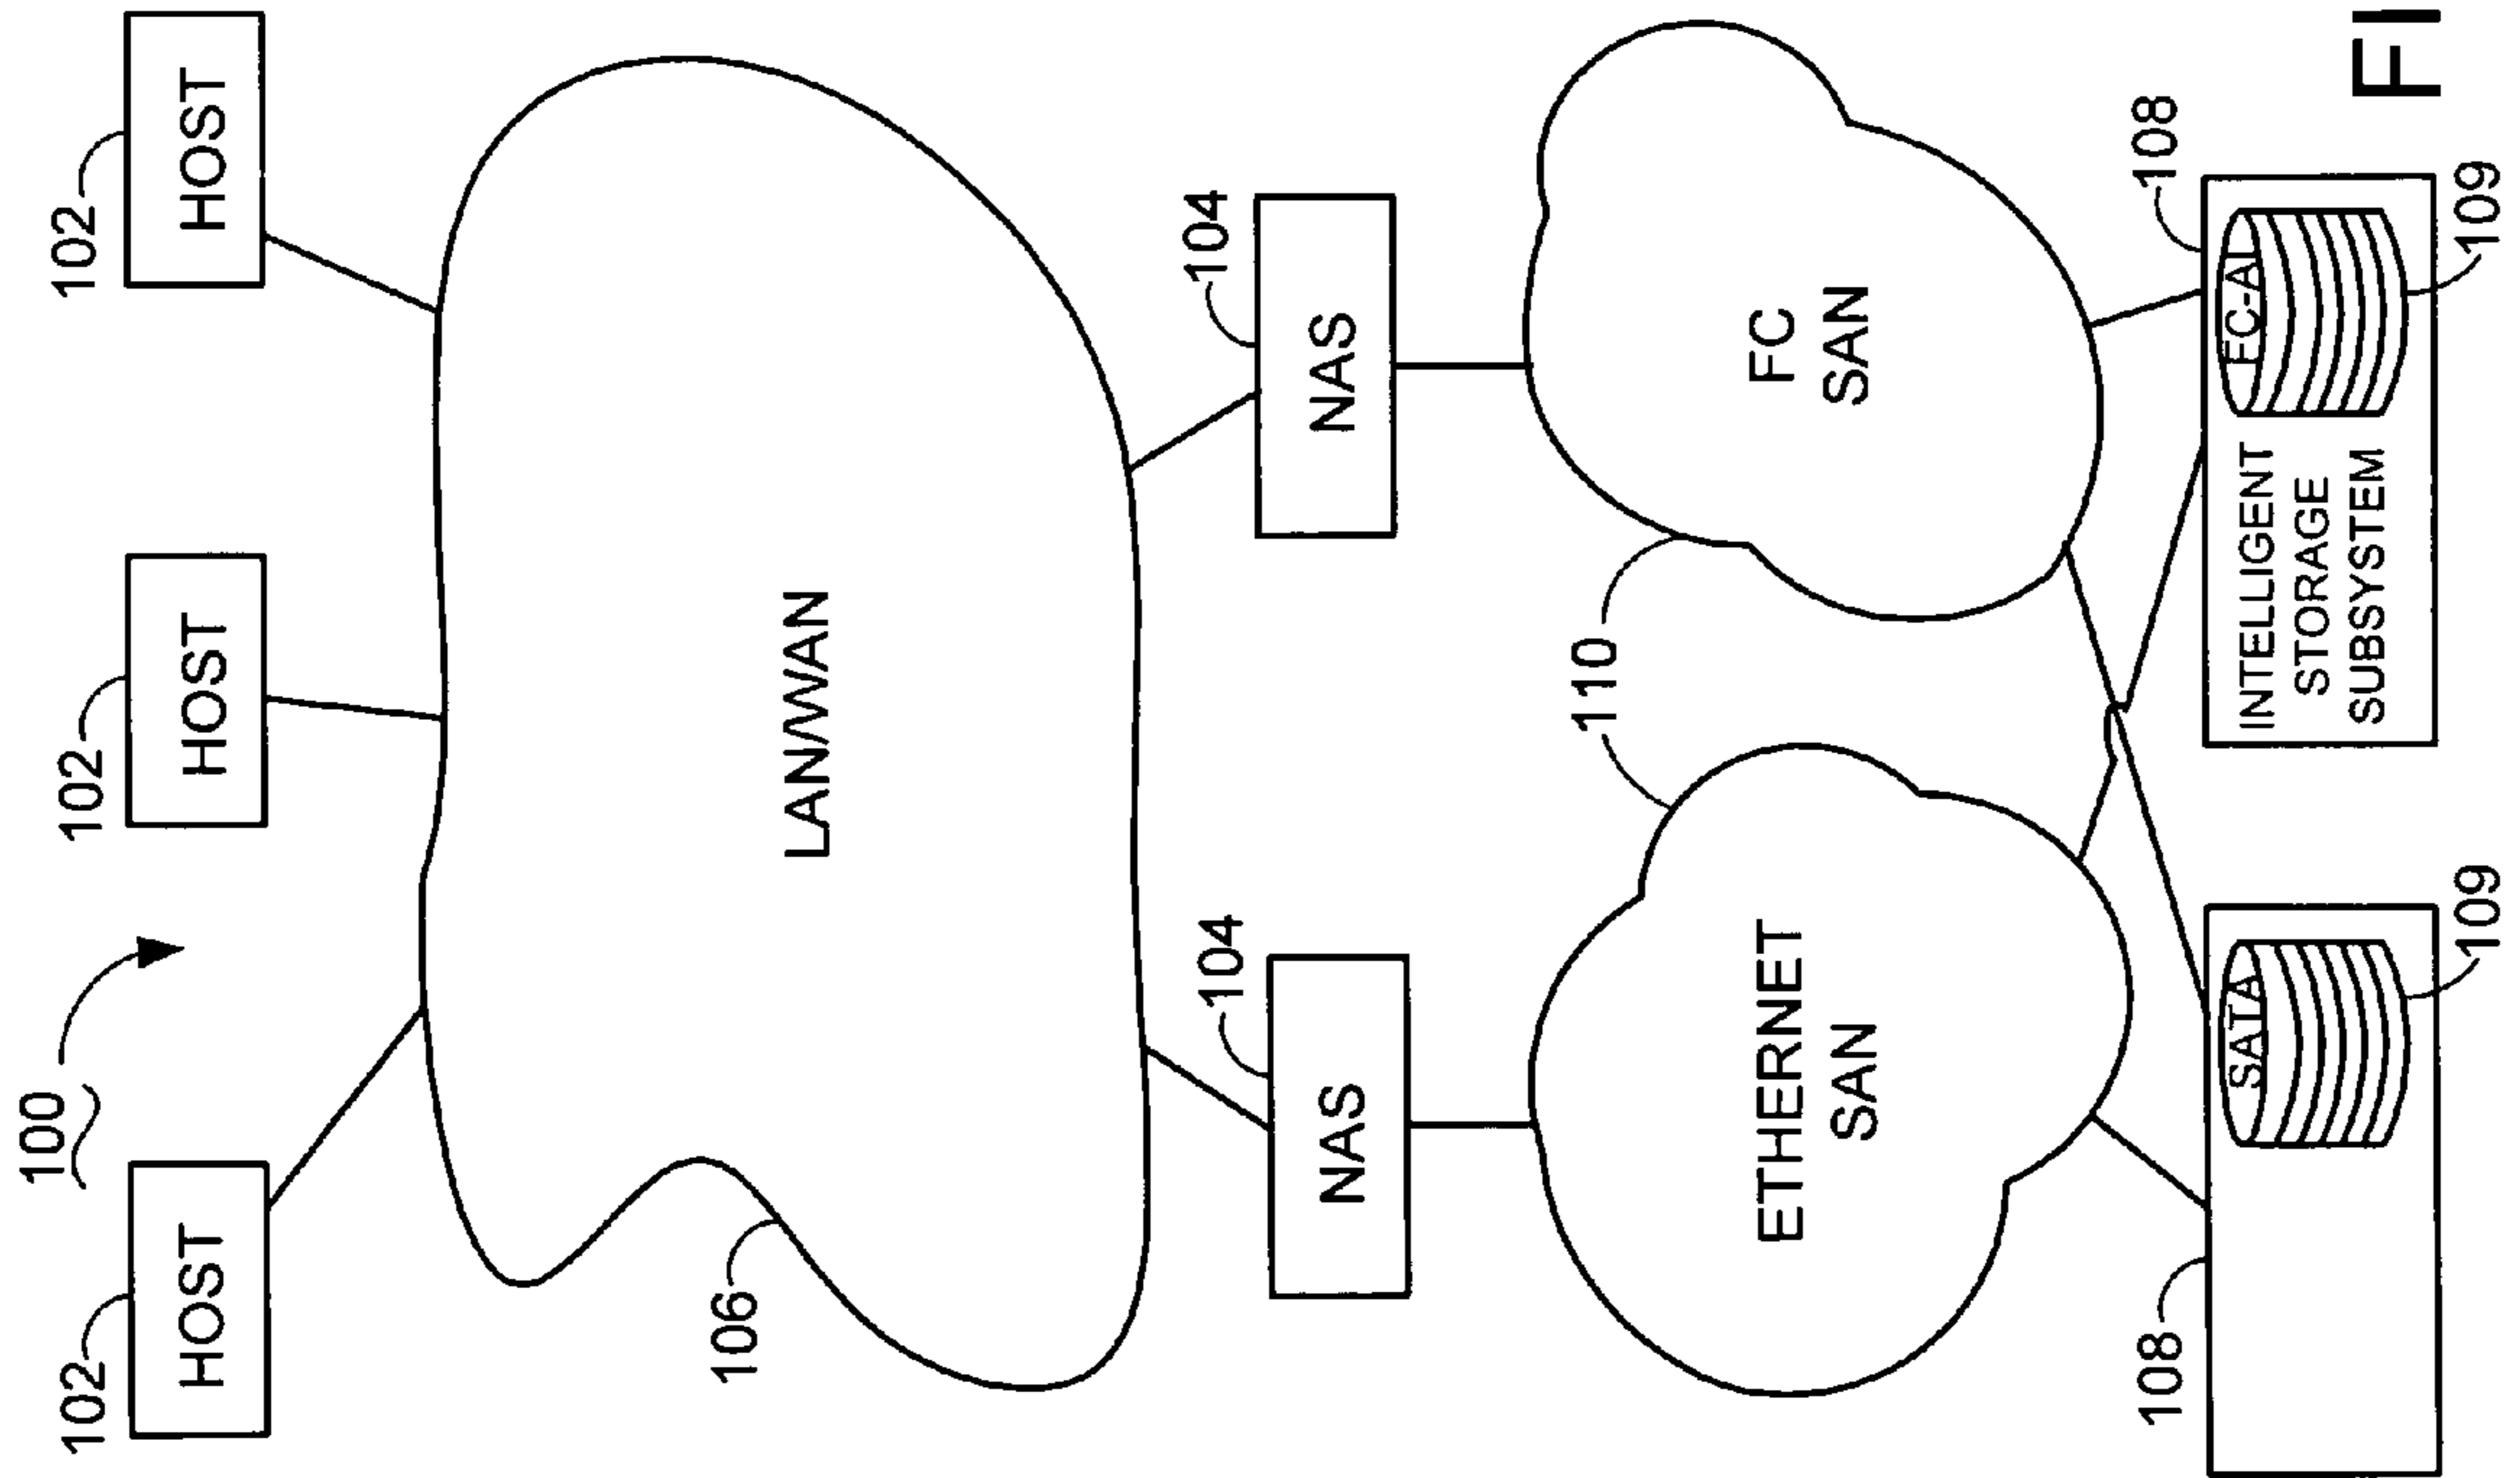 100
102
102
102
HOST
HOST
HOST
106
LAN/WAN
104
104
NAS
NAS
110
ETHERNET
SAN
FC
SAN
108
108
SATA
INTELLIGENT
STORAGE
SUBSYSTEM
FC-AL
109
109
FI